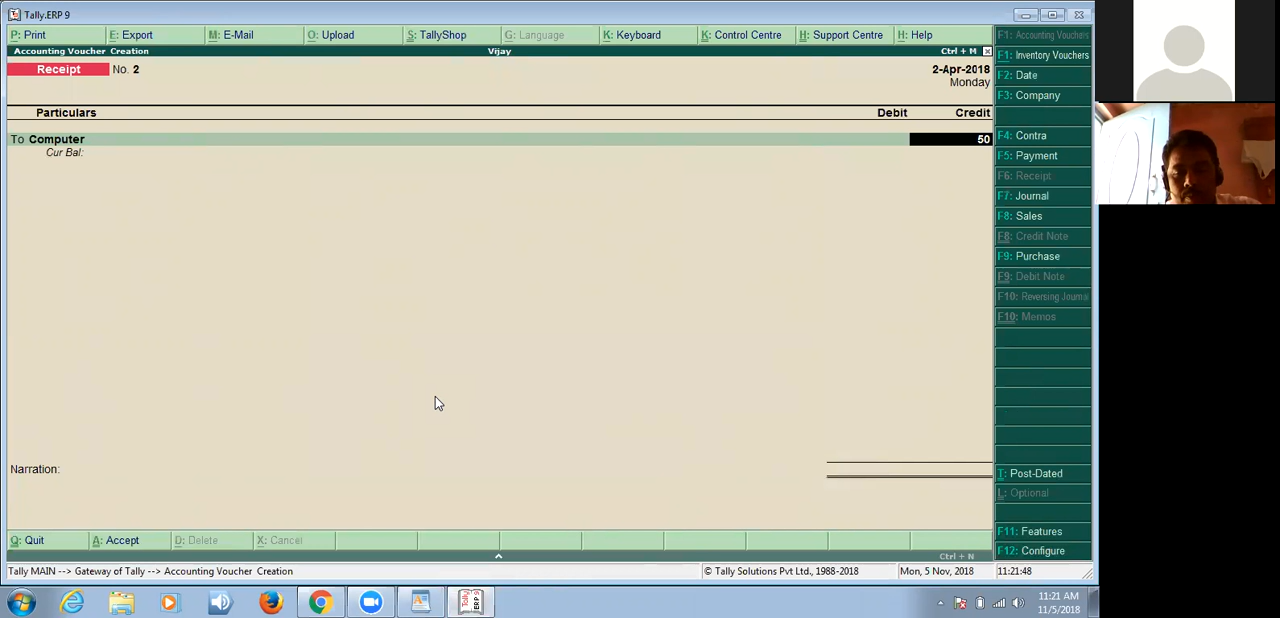 Tally.ERP 9
P: Print
E: Export
M: E-Mail
O: Upload
S: TallyShop
G: Language
K: Keyboard
K: Control Centre
H: Support Centre
H: Help
Accounting Voucher Creation
Vijay
Ctrl + M
Receipt No. 2
2-Apr-2018
Monday
Particulars
Debit
Credit
To Computer
50
Cur Bal:
Narration:
F1: Accounting Vouchers
F1: Inventory Vouchers
F2: Date
F3: Company
F4: Contra
F5: Payment
F6: Receipt
F7: Journal
F8: Sales
F8: Credit Note
F9: Purchase
F9: Debit Note
F10: Reversing Journal
F10: Memos
T: Post-Dated
L: Optional
F11: Features
F12: Configure
Q: Quit
A: Accept
D: Delete
X: Cancel
Ctrl + N
Tally MAIN --> Gateway of Tally --> Accounting Voucher Creation
© Tally Solutions Pvt Ltd., 1988-2018
Mon, 5 Nov, 2018
11:21:48
Tally
ERP 9
11:21 AM
11/5/2018